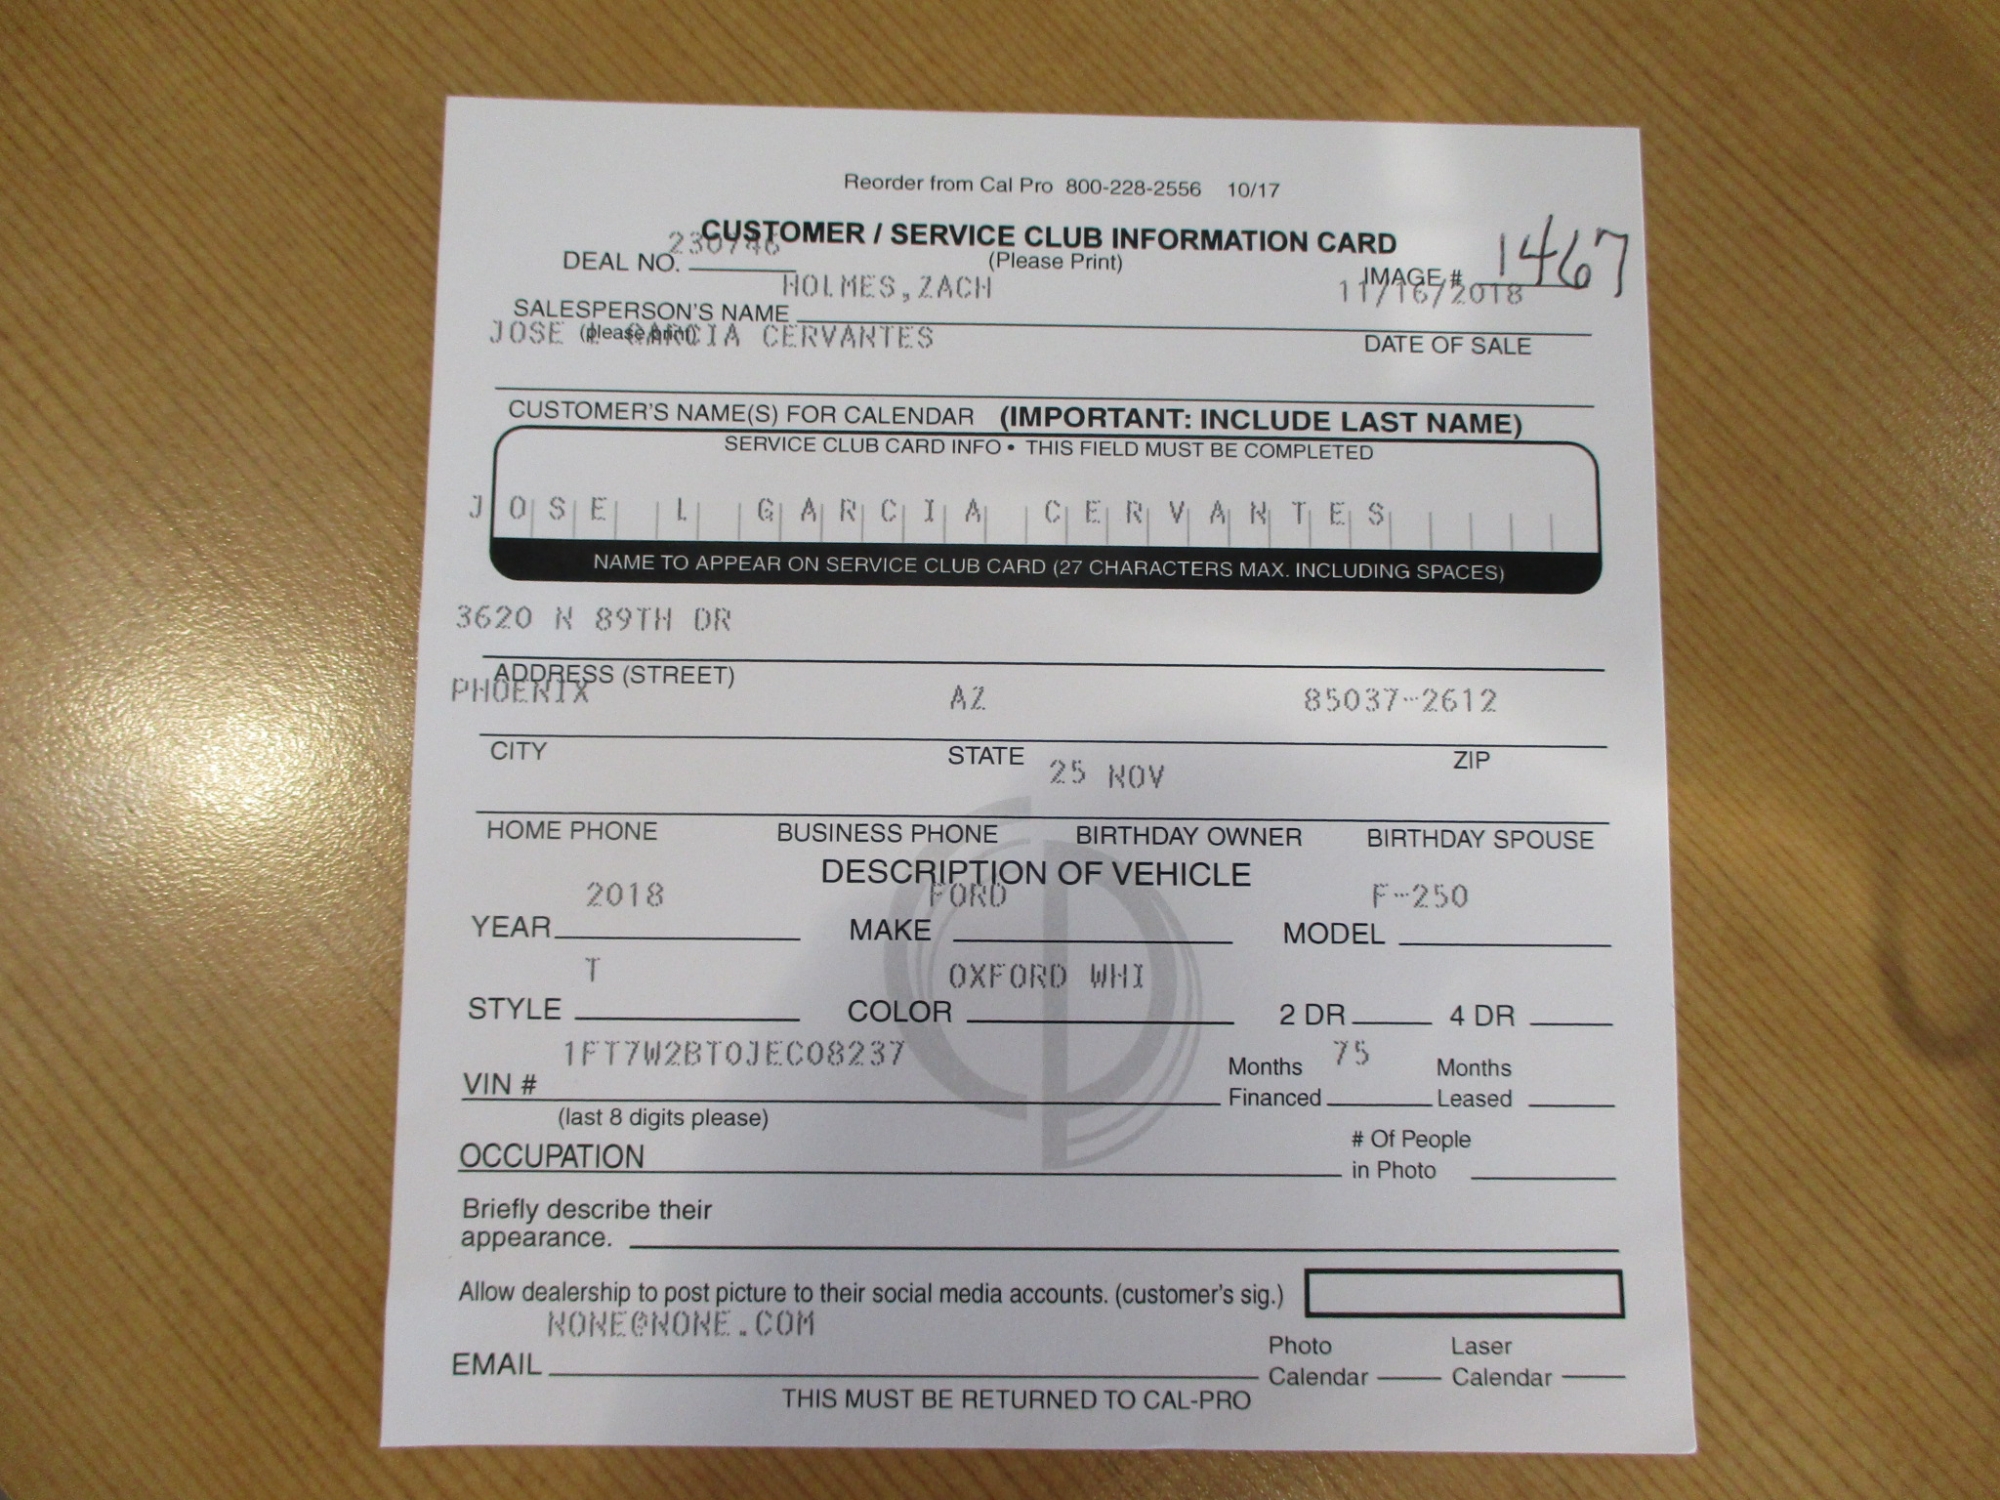 Reorder from Cal Pro 800-228-2556 10/17
CUSTOMER / SERVICE CLUB INFORMATION CARD
DEAL NO. 230746 (Please Print) IMAGE # 1467
HOLMES,ZACH 11/16/2018
SALESPERSON'S NAME
(please print) DATE OF SALE
JOSE L GARCIA CERVANTES
CUSTOMER'S NAME(S) FOR CALENDAR (IMPORTANT: INCLUDE LAST NAME)
SERVICE CLUB CARD INFO • THIS FIELD MUST BE COMPLETED
JOSE L GARCIA CERVANTES
NAME TO APPEAR ON SERVICE CLUB CARD (27 CHARACTERS MAX. INCLUDING SPACES)
3620 N 89TH DR
ADDRESS (STREET)
PHOENIX AZ 85037-2612
CITY STATE ZIP
25 NOV
HOME PHONE BUSINESS PHONE BIRTHDAY OWNER BIRTHDAY SPOUSE
DESCRIPTION OF VEHICLE
2018 FORD F-250
YEAR MAKE MODEL
T OXFORD WHI
STYLE COLOR 2 DR 4 DR
1FT7W2BT0JEC08237 75
VIN # Months Financed Months Leased
(last 8 digits please)
OCCUPATION # Of People in Photo
Briefly describe their
appearance.
Allow dealership to post picture to their social media accounts. (customer's sig.)
NONE@NONE.COM
EMAIL Photo Calendar Laser Calendar
THIS MUST BE RETURNED TO CAL-PRO